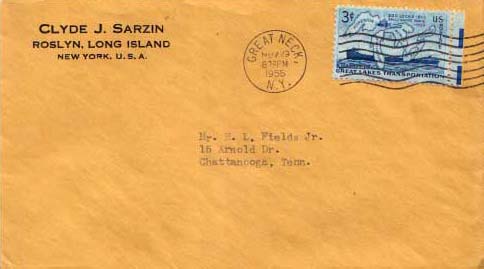 CLYDE J. SARZIN
ROSLYN, LONG ISLAND
NEW YORK. U. S. A.
GREAT NECK,
1955
N.Y.
3¢
GREAT LAKES TRANSPORTATION
Mr. E. L. Fields Jr.
15 Arnold Dr.
Chattanooga, Tenn.